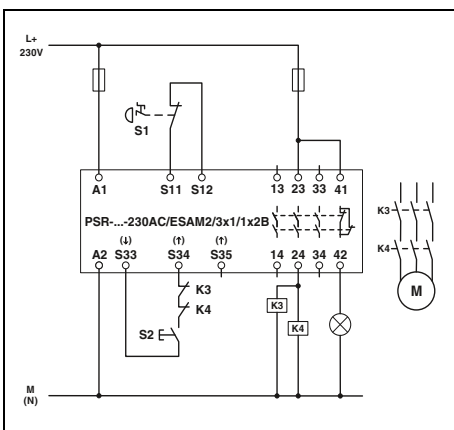 L+
230V
S1
A1 S11 S12 13 23 33 41
PSR-...-230AC/ESAM2/3x1/1x2B
(↓) (↑) (↑)
A2 S33 S34 S35 14 24 34 42
K3
K4
S2
K3
K4
K3
K4
M
M
(N)